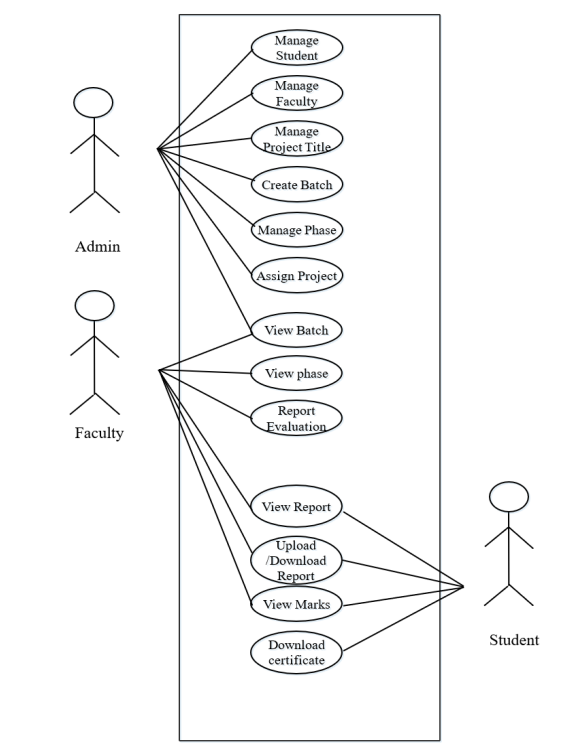 Manage
Student
Manage
Faculty
Manage
Project Title
Create Batch
Manage Phase
Assign Project
Admin
View Batch
View phase
Report
Evaluation
Faculty
View Report
Upload
/Download
Report
View Marks
Download
certificate
Student